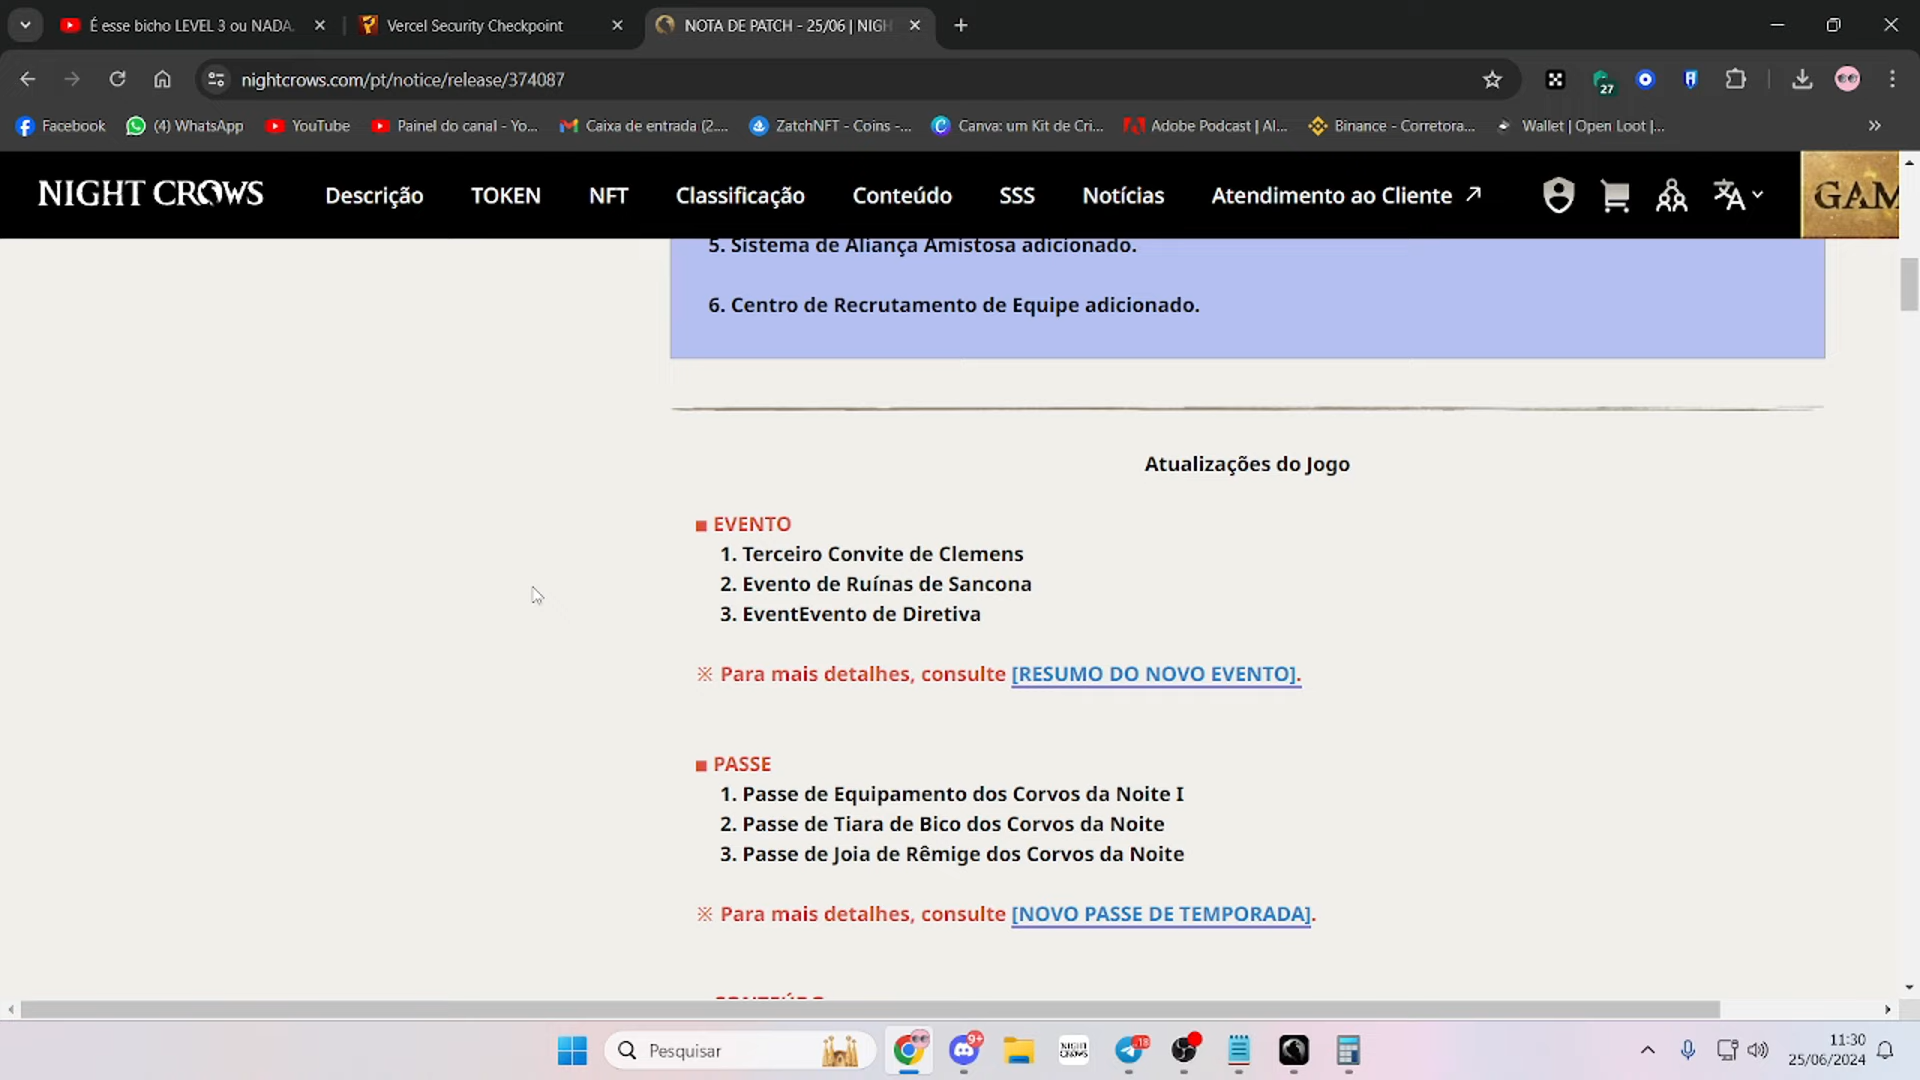 É esse bicho LEVEL 3 ou NADA
Vercel Security Checkpoint
NOTA DE PATCH - 25/06 | NIGH
nightcrows.com/pt/notice/release/374087
27
Facebook
(4) WhatsApp
YouTube
Painel do canal - Yo...
Caixa de entrada (2....
ZatchNFT - Coins -...
Canva: um Kit de Cri...
Adobe Podcast | AI...
Binance - Corretora...
Wallet | Open Loot |...
NIGHT CROWS
Descrição
TOKEN
NFT
Classificação
Conteúdo
SSS
Notícias
Atendimento ao Cliente
GAM
5. Sistema de Aliança Amistosa adicionado.
6. Centro de Recrutamento de Equipe adicionado.
Atualizações do Jogo
■ EVENTO
1. Terceiro Convite de Clemens
2. Evento de Ruínas de Sancona
3. EventEvento de Diretiva
※ Para mais detalhes, consulte [RESUMO DO NOVO EVENTO].
■ PASSE
1. Passe de Equipamento dos Corvos da Noite I
2. Passe de Tiara de Bico dos Corvos da Noite
3. Passe de Joia de Rêmige dos Corvos da Noite
※ Para mais detalhes, consulte [NOVO PASSE DE TEMPORADA].
CONTEÚDO
Pesquisar
9+
NIGHT CROWS
18
11:30
25/06/2024